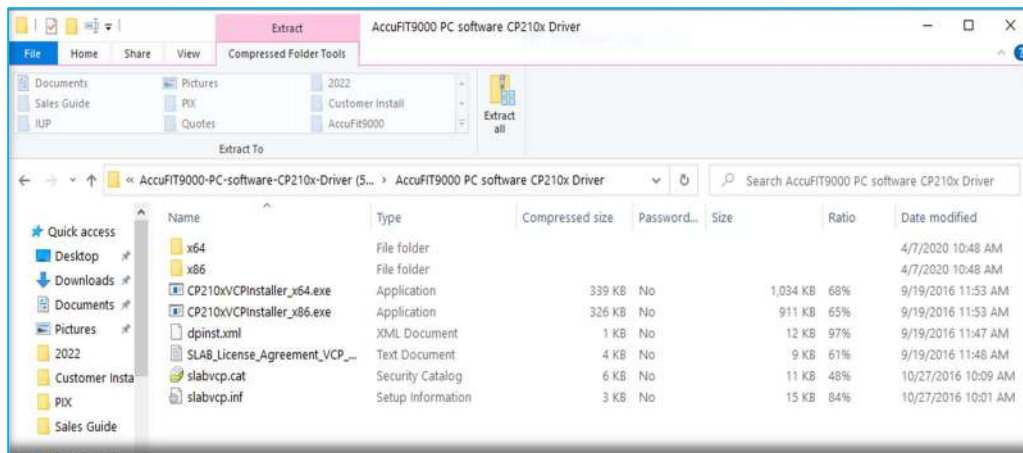 Extract AccuFIT9000 PC software CP210x Driver
File Home Share View Compressed Folder Tools
Documents Pictures 2022
Sales Guide PIX Customer Install
IUP Quotes AccuFit9000
Extract all
Extract To
« AccuFIT9000-PC-software-CP210x-Driver (5... › AccuFIT9000 PC software CP210x Driver Search AccuFIT9000 PC software CP210x Driver
Name Type Compressed size Password... Size Ratio Date modified
Quick access
Desktop
Downloads
Documents
Pictures
2022
Customer Insta
PIX
Sales Guide
x64 File folder 4/7/2020 10:48 AM
x86 File folder 4/7/2020 10:48 AM
CP210xVCPInstaller_x64.exe Application 339 KB No 1,034 KB 68% 9/19/2016 11:53 AM
CP210xVCPInstaller_x86.exe Application 326 KB No 911 KB 65% 9/19/2016 11:53 AM
dpinst.xml XML Document 1 KB No 12 KB 97% 9/19/2016 11:47 AM
SLAB_License_Agreement_VCP_... Text Document 4 KB No 9 KB 61% 9/19/2016 11:48 AM
slabvcp.cat Security Catalog 6 KB No 11 KB 48% 10/27/2016 10:09 AM
slabvcp.inf Setup Information 3 KB No 15 KB 84% 10/27/2016 10:01 AM